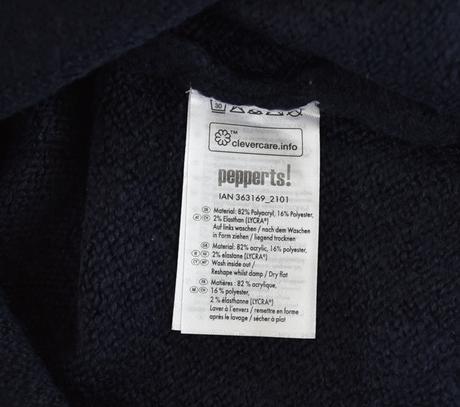 30
clevercare.info
pepperts!
IAN 363169_2101
Material: 82% Polyacryl, 16% Polyester,
2% Elasthan (LYCRA®)
Auf links waschen / nach dem Waschen
in Form ziehen / liegend trocknen
Material: 82% acrylic, 16% polyester,
2% elastane (LYCRA®)
Wash inside out /
Reshape whilst damp / Dry flat
Matières : 82 % acrylique,
16 % polyester,
2 % élasthanne (LYCRA®)
Laver à l'envers / remettre en forme
après le lavage / sécher à plat